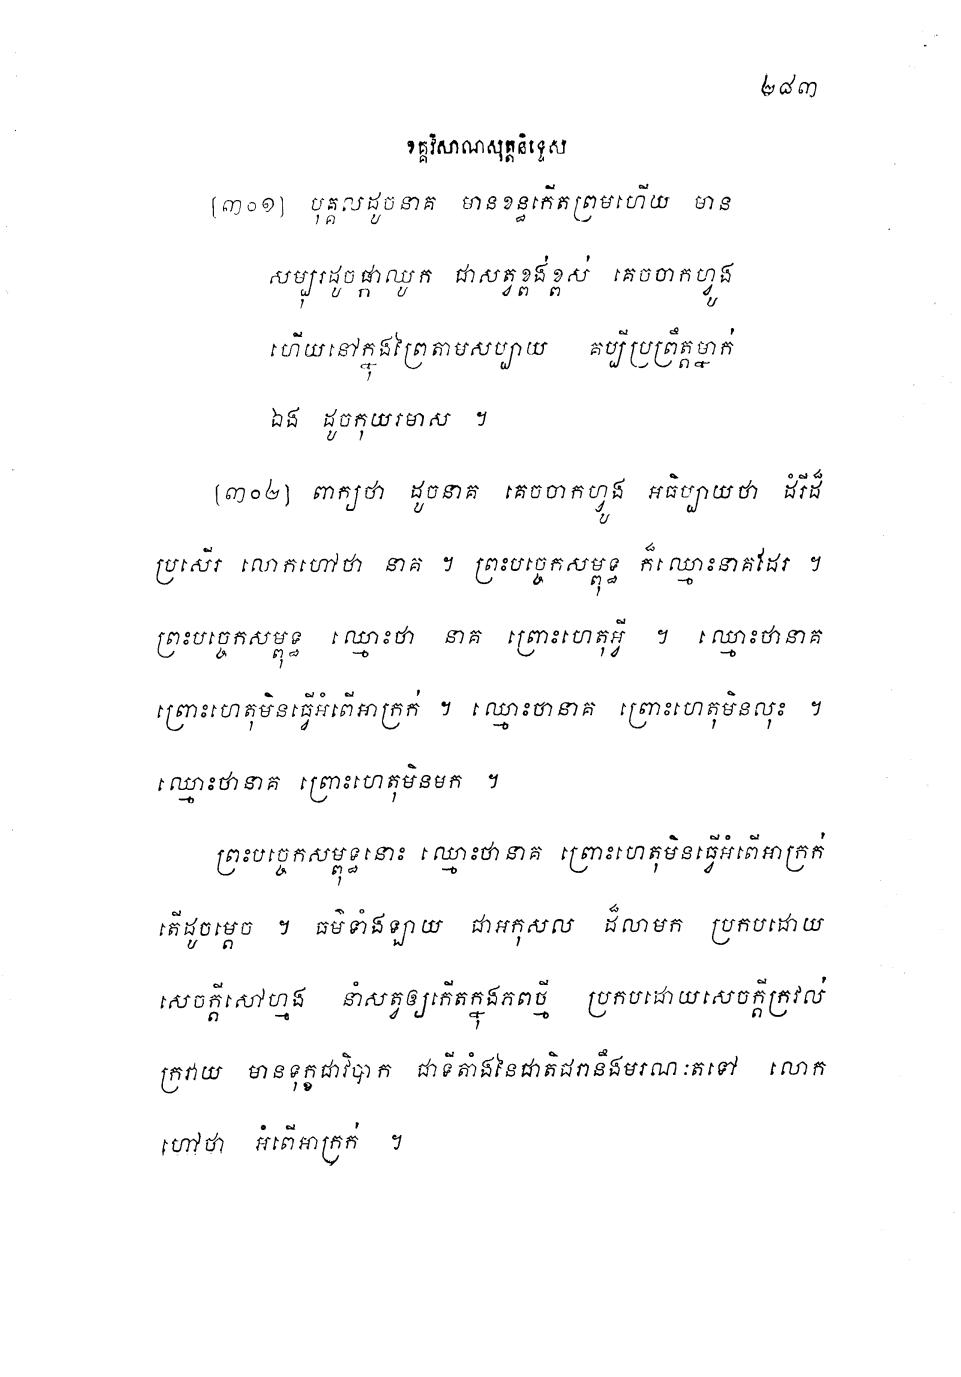 ២៨៣
ខគ្គវិសាណសុត្តនិទ្ទេស
[៣០១] បុគ្គលដូចនាគ មានខន្ធកើតព្រមហើយ មាន
សម្បុរដូចផ្កាឈូក ជាសត្វខ្ពង់ខ្ពស់ គេចចាកហ្វូង
ហើយនៅក្នុងព្រៃតាមសប្បាយ គប្បីប្រព្រឹត្តម្នាក់
ឯង ដូចកុយរមាស ។
[៣០២] ពាក្យថា ដូចនាគ គេចចាកហ្វូង អធិប្បាយថា ដំរីដ៏
ប្រសើរ លោកហៅថា នាគ ។ ព្រះបច្ចេកសម្ពុទ្ធ ក៏ឈ្មោះនាគដែរ ។
ព្រះបច្ចេកសម្ពុទ្ធ ឈ្មោះថា នាគ ព្រោះហេតុអ្វី ។ ឈ្មោះថានាគ
ព្រោះហេតុមិនធ្វើអំពើអាក្រក់ ។ ឈ្មោះថានាគ ព្រោះហេតុមិនលុះ ។
ឈ្មោះថានាគ ព្រោះហេតុមិនមក ។
ព្រះបច្ចេកសម្ពុទ្ធនោះ ឈ្មោះថានាគ ព្រោះហេតុមិនធ្វើអំពើអាក្រក់
តើដូចម្តេច ។ ធម៌ទាំងឡាយ ជាអកុសល ដ៏លាមក ប្រកបដោយ
សេចក្តីសៅហ្មង នាំសត្វឲ្យកើតក្នុងភពថ្មី ប្រកបដោយសេចក្តីក្រវល់
ក្រវាយ មានទុក្ខជាវិបាក ជាទីតាំងនៃជាតិជរានឹងមរណៈតទៅ លោក
ហៅថា អំពើអាក្រក់ ។